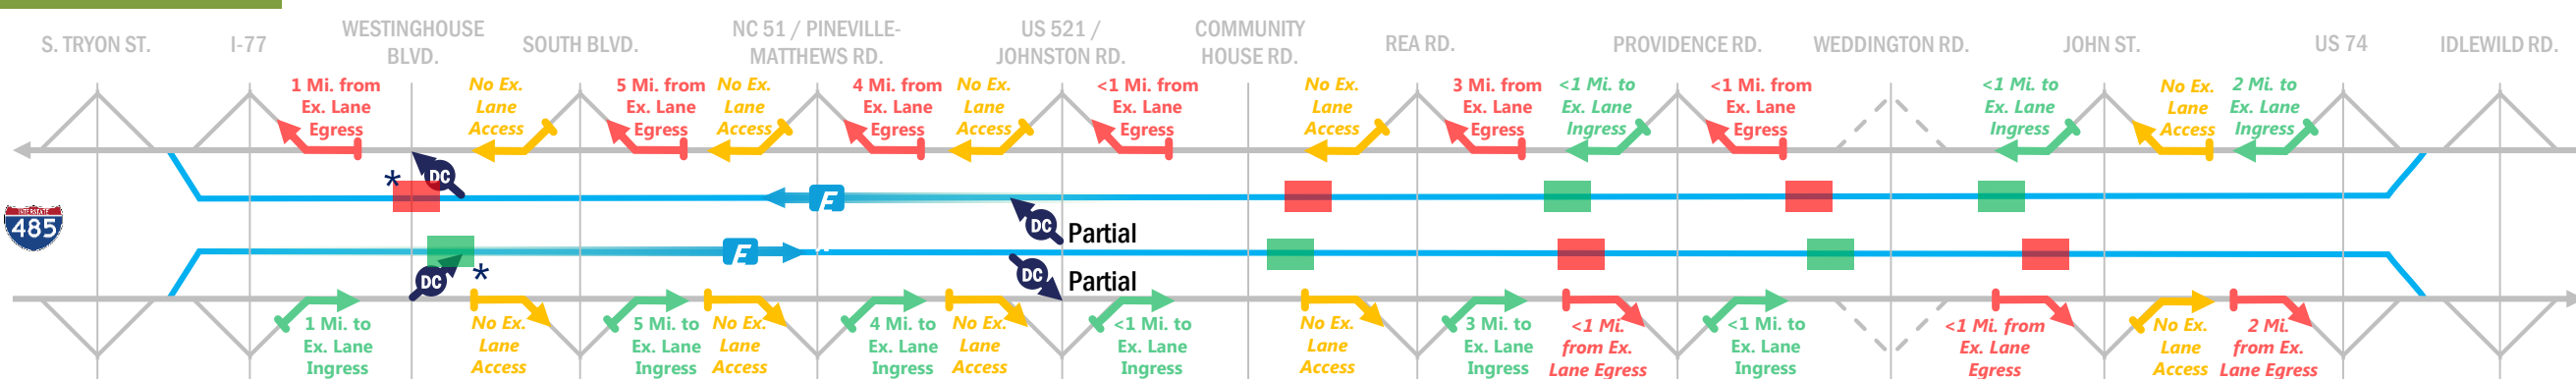 S. TRYON ST.
I-77
WESTINGHOUSE
BLVD.
SOUTH BLVD.
NC 51 / PINEVILLE-
MATTHEWS RD.
US 521 /
JOHNSTON RD.
COMMUNITY
HOUSE RD.
REA RD.
PROVIDENCE RD.
WEDDINGTON RD.
JOHN ST.
US 74
IDLEWILD RD.
1 Mi. from
Ex. Lane
Egress
No Ex.
Lane
Access
5 Mi. from
Ex. Lane
Egress
No Ex.
Lane
Access
4 Mi. from
Ex. Lane
Egress
No Ex.
Lane
Access
<1 Mi. from
Ex. Lane
Egress
No Ex.
Lane
Access
3 Mi. from
Ex. Lane
Egress
<1 Mi. to
Ex. Lane
Ingress
<1 Mi. from
Ex. Lane
Egress
<1 Mi. to
Ex. Lane
Ingress
No Ex.
Lane
Access
2 Mi. to
Ex. Lane
Ingress
* DC
E
DC Partial
INTERSTATE
485
E
DC *
DC Partial
1 Mi. to
Ex. Lane
Ingress
No Ex.
Lane
Access
5 Mi. to
Ex. Lane
Ingress
No Ex.
Lane
Access
4 Mi. to
Ex. Lane
Ingress
No Ex.
Lane
Access
<1 Mi. to
Ex. Lane
Ingress
No Ex.
Lane
Access
3 Mi. to
Ex. Lane
Ingress
<1 Mi.
from Ex.
Lane Egress
<1 Mi. to
Ex. Lane
Ingress
<1 Mi. from
Ex. Lane
Egress
No Ex.
Lane
Access
2 Mi.
from Ex.
Lane Egress